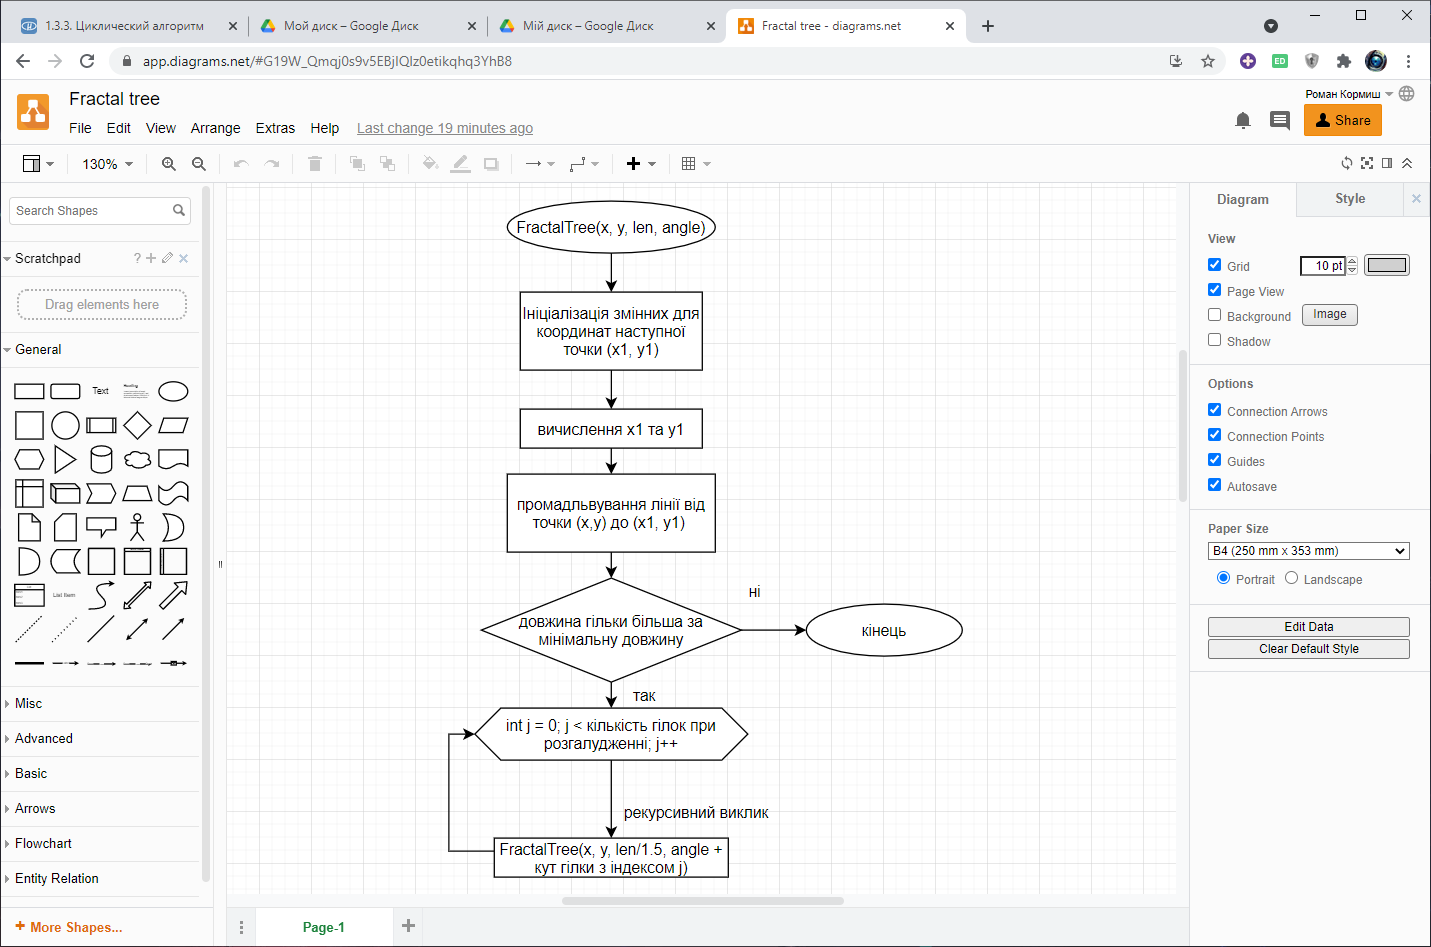 1.3.3. Циклический алгоритм
Мой диск – Google Диск
Мій диск – Google Диск
Fractal tree - diagrams.net
app.diagrams.net/#G19W_Qmqj0s9v5EBjIQIz0etikqhq3YhB8
ED
Fractal tree
Роман Кормиш
File Edit View Arrange Extras Help Last change 19 minutes ago
Share
130%
Search Shapes
Scratchpad
?
Drag elements here
General
Text
Heading
List Item
Misc
Advanced
Basic
Arrows
Flowchart
Entity Relation
+ More Shapes...
FractalTree(x, y, len, angle)
Ініціалізація змінних для
координат наступної
точки (x1, y1)
вичислення x1 та y1
промадльвування лінії від
точки (x,y) до (x1, y1)
довжина гільки більша за
мінімальну довжину
ні
кінець
так
int j = 0; j < кількість гілок при
розгалудженні; j++
рекурсивний виклик
FractalTree(x, y, len/1.5, angle +
кут гілки з індексом j)
Page-1
Diagram Style
View
Grid 10 pt
Page View
Background Image
Shadow
Options
Connection Arrows
Connection Points
Guides
Autosave
Paper Size
B4 (250 mm x 353 mm)
Portrait Landscape
Edit Data
Clear Default Style